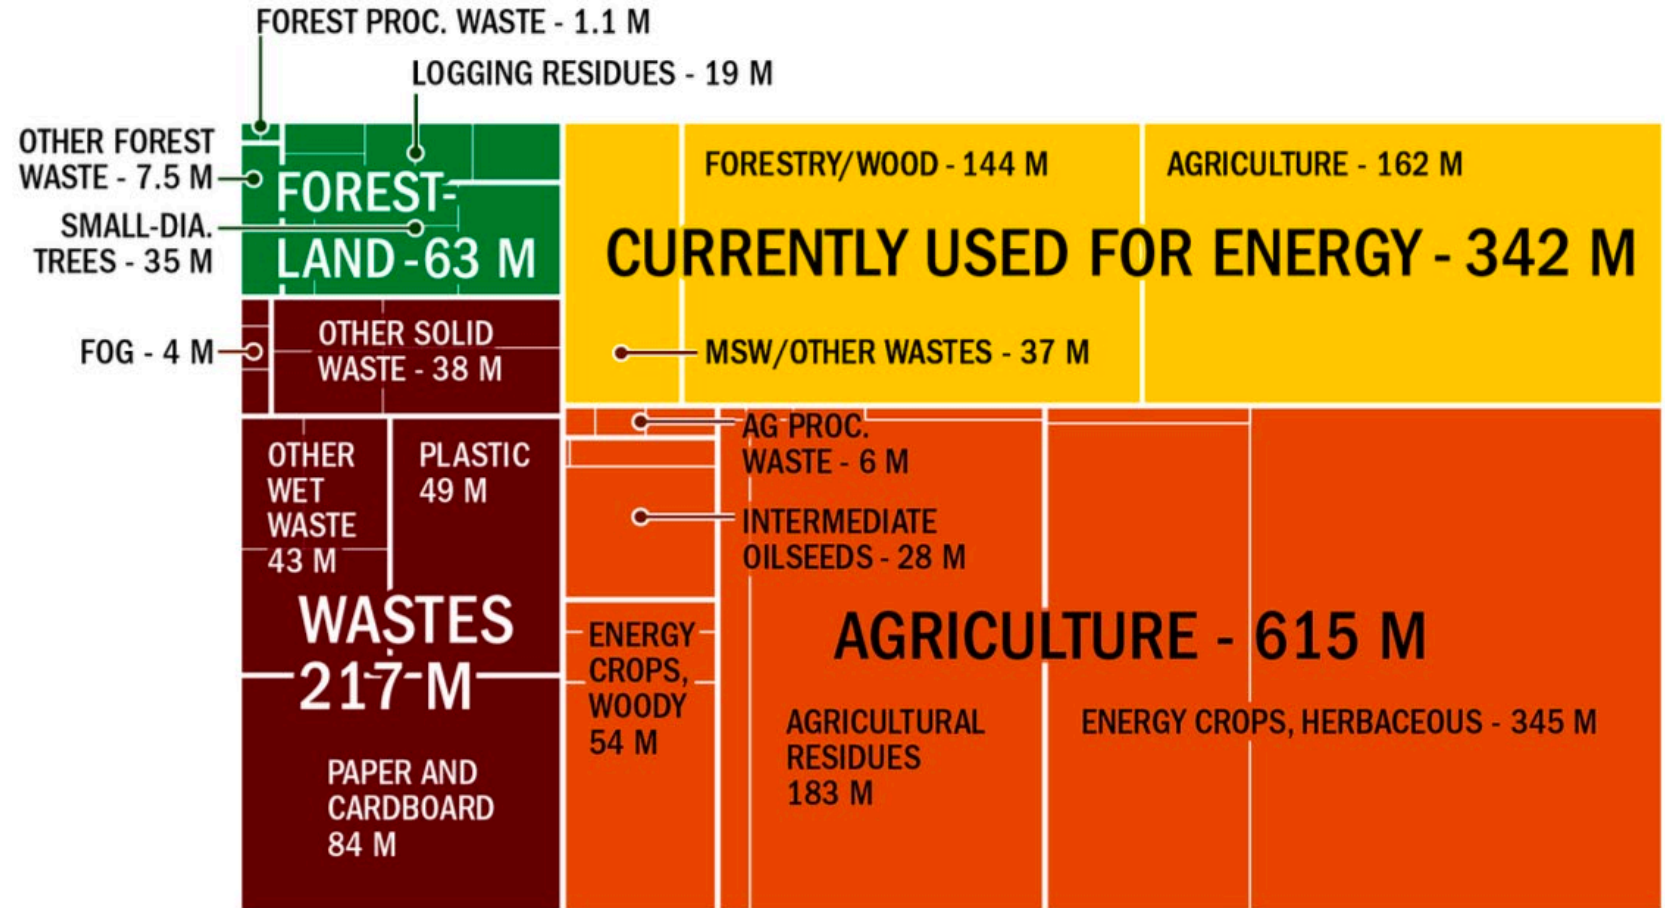 FOREST PROC. WASTE - 1.1 M
LOGGING RESIDUES - 19 M
OTHER FOREST
WASTE - 7.5 M
SMALL-DIA.
TREES - 35 M
FOREST-
LAND - 63 M
FOG - 4 M
OTHER SOLID
WASTE - 38 M
OTHER
WET
WASTE
43 M
PLASTIC
49 M
WASTES
217 M
PAPER AND
CARDBOARD
84 M
FORESTRY/WOOD - 144 M
AGRICULTURE - 162 M
CURRENTLY USED FOR ENERGY - 342 M
MSW/OTHER WASTES - 37 M
AG PROC.
WASTE - 6 M
INTERMEDIATE
OILSEEDS - 28 M
ENERGY
CROPS,
WOODY
54 M
AGRICULTURE - 615 M
AGRICULTURAL
RESIDUES
183 M
ENERGY CROPS, HERBACEOUS - 345 M